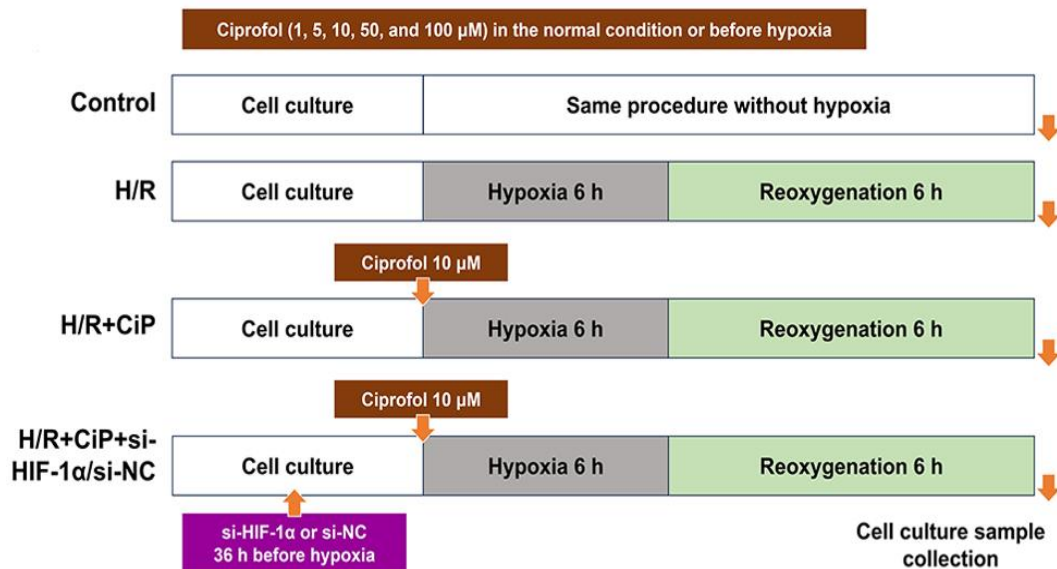 Ciprofol (1, 5, 10, 50, and 100 µM) in the normal condition or before hypoxia
Control
Cell culture
Same procedure without hypoxia
H/R
Cell culture
Hypoxia 6 h
Reoxygenation 6 h
Ciprofol 10 µM
H/R+CiP
Cell culture
Hypoxia 6 h
Reoxygenation 6 h
Ciprofol 10 µM
H/R+CiP+si-
HIF-1α/si-NC
Cell culture
Hypoxia 6 h
Reoxygenation 6 h
si-HIF-1α or si-NC
36 h before hypoxia
Cell culture sample
collection